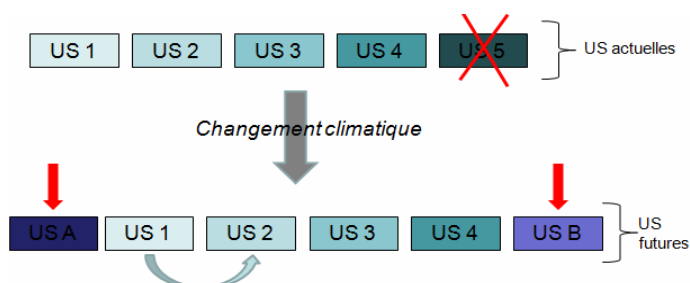 US 1 US 2 US 3 US 4 US 5 US actuelles
Changement climatique
US A US 1 US 2 US 3 US 4 US B US
futures